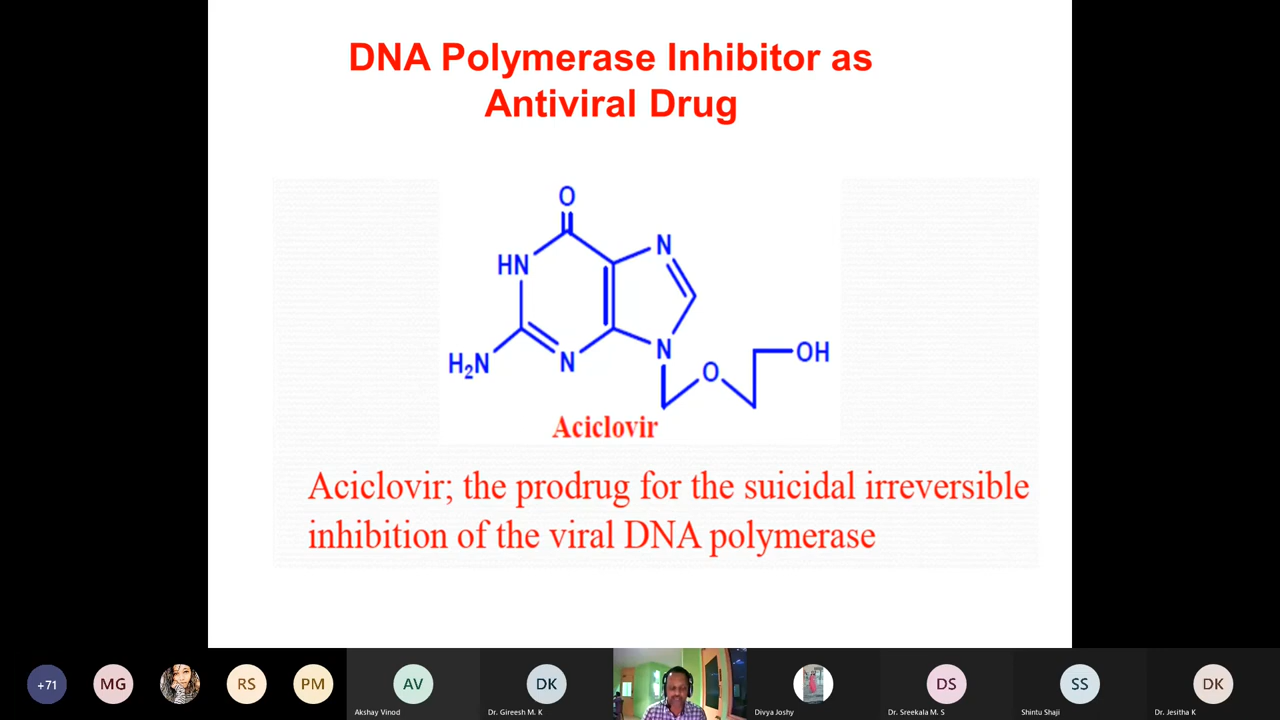 DNA Polymerase Inhibitor as
Antiviral Drug
O
HN
N
H₂N
N
N
O
OH
Aciclovir
Aciclovir; the prodrug for the suicidal irreversible
inhibition of the viral DNA polymerase
+71
MG
RS
PM
AV
DK
DS
SS
DK
Akshay Vinod
Dr. Gireesh M. K
Divya Joshy
Dr. Sreekala M. S
Shintu Shaji
Dr. Jesitha K